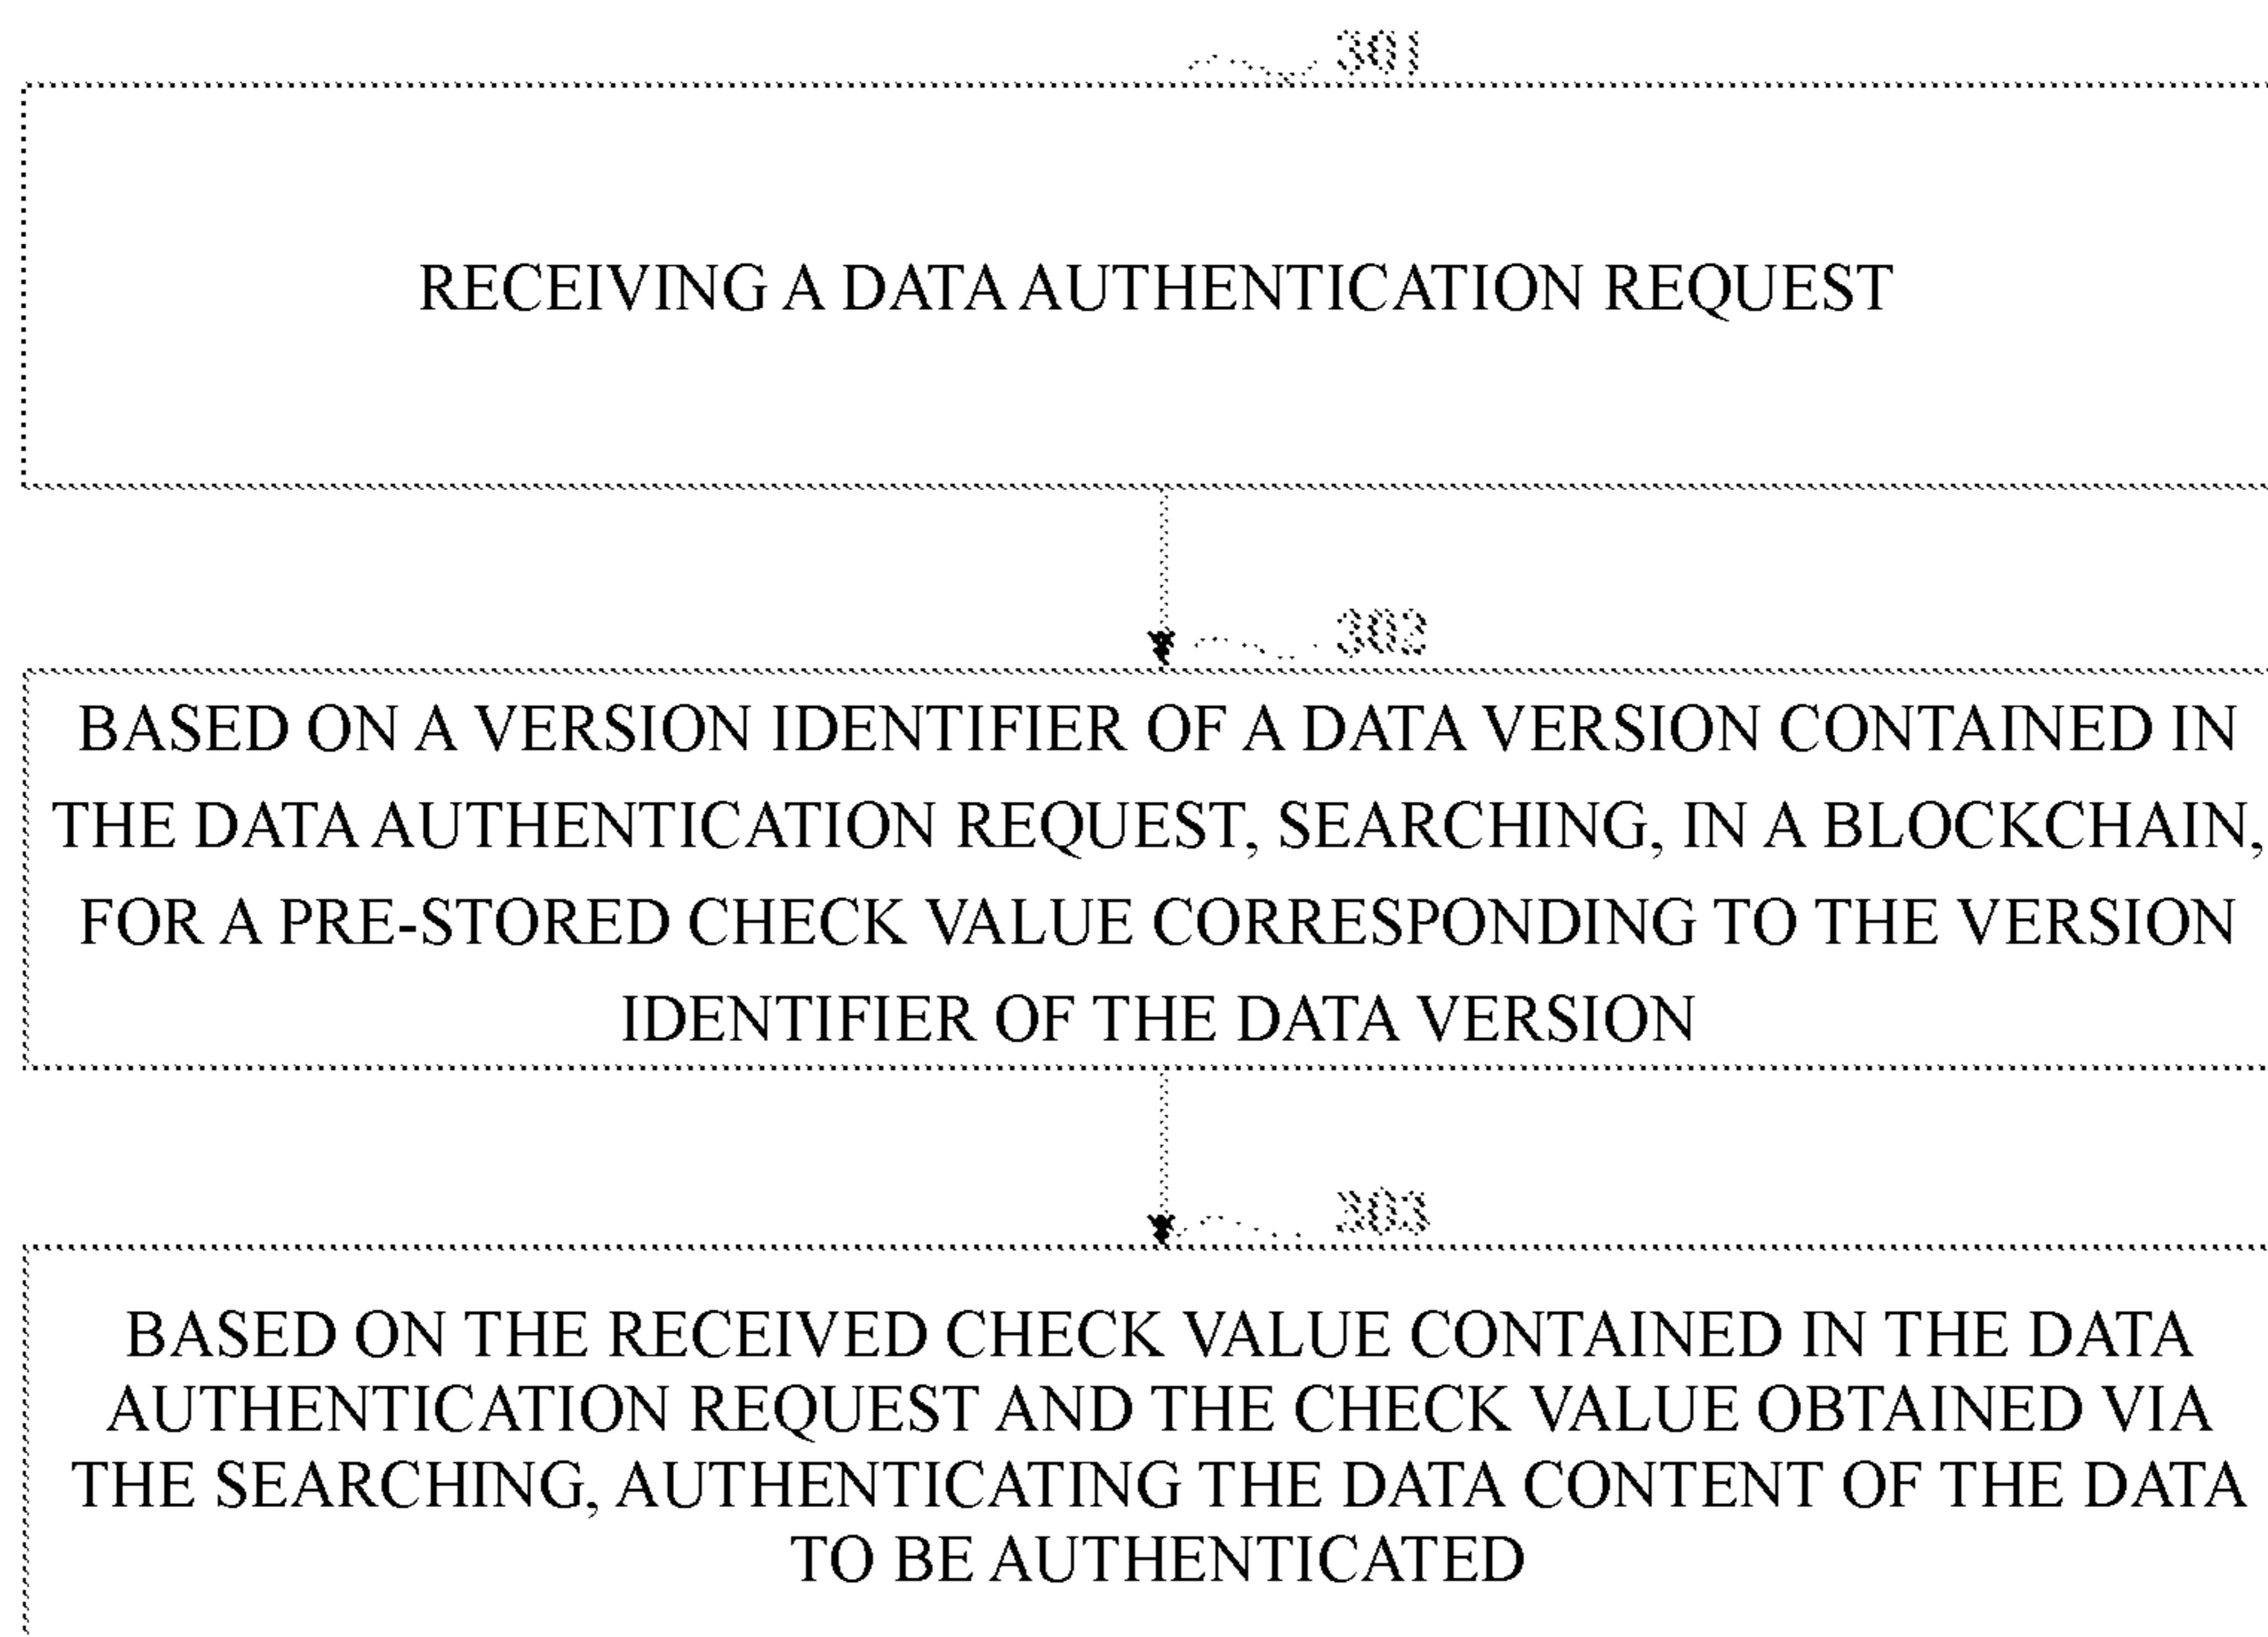 301
RECEIVING A DATA AUTHENTICATION REQUEST
302
BASED ON A VERSION IDENTIFIER OF A DATA VERSION CONTAINED IN
THE DATA AUTHENTICATION REQUEST, SEARCHING, IN A BLOCKCHAIN,
FOR A PRE-STORED CHECK VALUE CORRESPONDING TO THE VERSION
IDENTIFIER OF THE DATA VERSION
303
BASED ON THE RECEIVED CHECK VALUE CONTAINED IN THE DATA
AUTHENTICATION REQUEST AND THE CHECK VALUE OBTAINED VIA
THE SEARCHING, AUTHENTICATING THE DATA CONTENT OF THE DATA
TO BE AUTHENTICATED